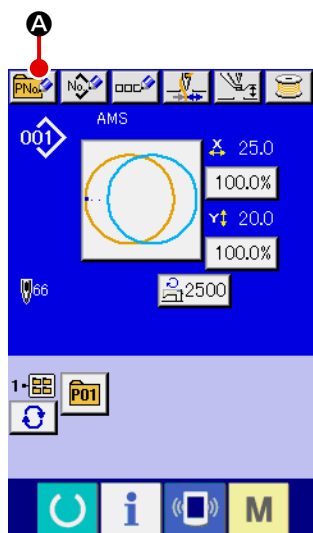 A
PNo. No.
AMS
001 X 25.0
100.0%
Y 20.0
100.0%
66 2500
1-
P01
i M